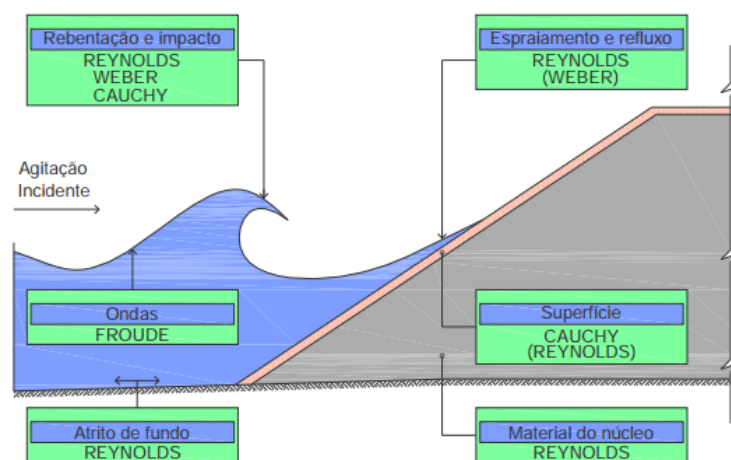 Rebentação e impacto
REYNOLDS
WEBER
CAUCHY
Espraiamento e refluxo
REYNOLDS
(WEBER)
Agitação
Incidente
Ondas
FROUDE
Superfície
CAUCHY
(REYNOLDS)
Atrito de fundo
REYNOLDS
Material do núcleo
REYNOLDS